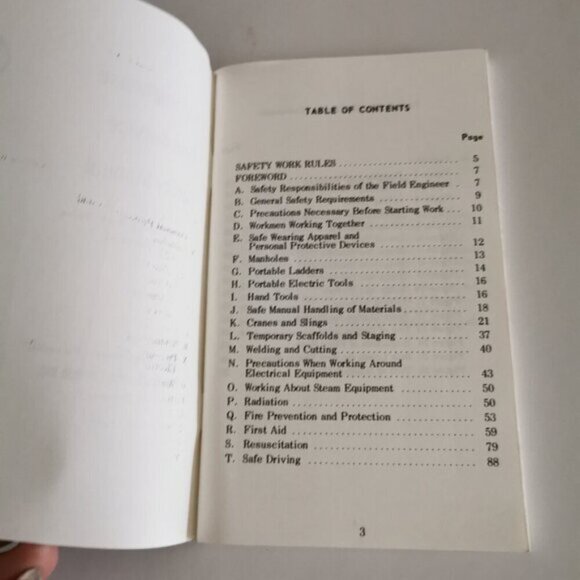 TABLE OF CONTENTS
Page
SAFETY WORK RULES . . . . . . . . . . . . . . . . . . . . . . . 5
FOREWORD . . . . . . . . . . . . . . . . . . . . . . . . . . . . . . . 7
A. Safety Responsibilities of the Field Engineer . 7
B. General Safety Requirements . . . . . . . . . . . . . . 9
C. Precautions Necessary Before Starting Work . . . 10
D. Workmen Working Together . . . . . . . . . . . . . . . 11
E. Safe Wearing Apparel and
Personal Protective Devices . . . . . . . . . . . . . . 12
F. Manholes . . . . . . . . . . . . . . . . . . . . . . . . . . . . . 13
G. Portable Ladders . . . . . . . . . . . . . . . . . . . . . . . 14
H. Portable Electric Tools . . . . . . . . . . . . . . . . . . 16
I. Hand Tools . . . . . . . . . . . . . . . . . . . . . . . . . . . 16
J. Safe Manual Handling of Materials . . . . . . . . . 18
K. Cranes and Slings . . . . . . . . . . . . . . . . . . . . . . 21
L. Temporary Scaffolds and Staging . . . . . . . . . . . 37
M. Welding and Cutting . . . . . . . . . . . . . . . . . . . . 40
N. Precautions When Working Around
Electrical Equipment . . . . . . . . . . . . . . . . . . . 43
O. Working About Steam Equipment . . . . . . . . . . . 50
P. Radiation . . . . . . . . . . . . . . . . . . . . . . . . . . . . 50
Q. Fire Prevention and Protection . . . . . . . . . . . . 53
R. First Aid . . . . . . . . . . . . . . . . . . . . . . . . . . . . 59
S. Resuscitation . . . . . . . . . . . . . . . . . . . . . . . . . 79
T. Safe Driving . . . . . . . . . . . . . . . . . . . . . . . . . 88
3